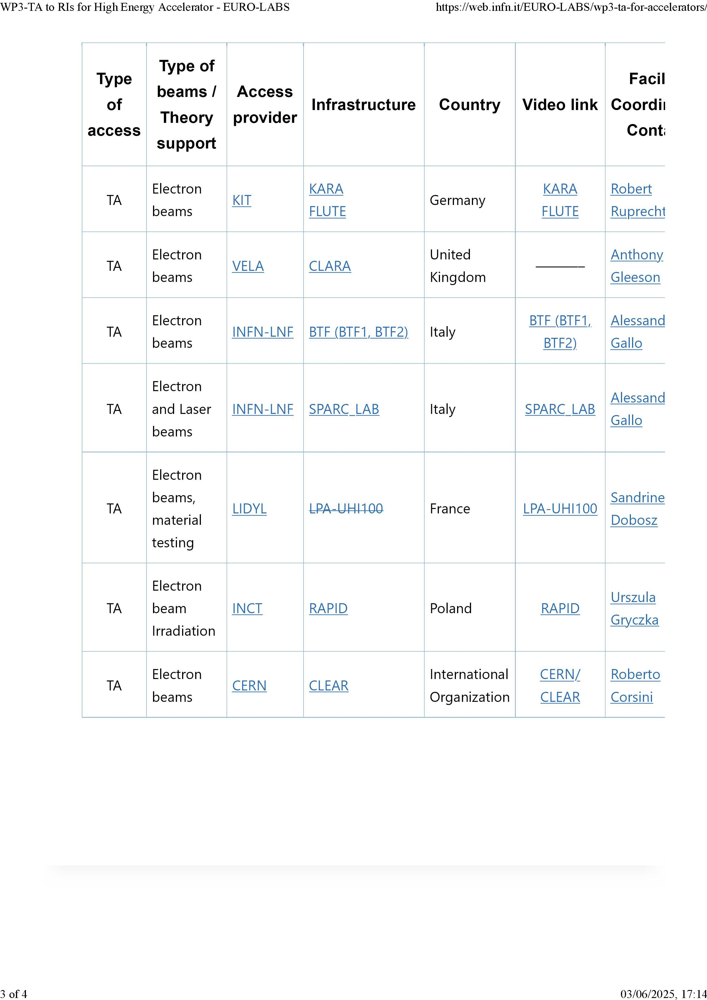 WP3-TA to RIs for High Energy Accelerator - EURO-LABS
https://web.infn.it/EURO-LABS/wp3-ta-for-accelerators/
Type
of
access
Type of
beams /
Theory
support
Access
provider
Infrastructure
Country
Video link
Facil
Coordi
Cont
TA
Electron
beams
KIT
KARA
FLUTE
Germany
KARA
FLUTE
Robert
Ruprecht
TA
Electron
beams
VELA
CLARA
United
Kingdom
————
Anthony
Gleeson
TA
Electron
beams
INFN-LNF
BTF (BTF1, BTF2)
Italy
BTF (BTF1,
BTF2)
Alessand
Gallo
TA
Electron
and Laser
beams
INFN-LNF
SPARC_LAB
Italy
SPARC_LAB
Alessand
Gallo
TA
Electron
beams,
material
testing
LIDYL
LPA-UHI100
France
LPA-UHI100
Sandrine
Dobosz
TA
Electron
beam
Irradiation
INCT
RAPID
Poland
RAPID
Urszula
Gryczka
TA
Electron
beams
CERN
CLEAR
International
Organization
CERN/
CLEAR
Roberto
Corsini
3 of 4
03/06/2025, 17:14